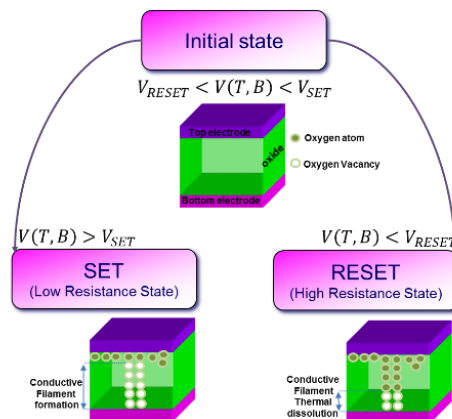 Initial state
V_RESET < V(T, B) < V_SET
Top electrode
oxide
Bottom electrode
Oxygen atom
Oxygen Vacancy
V(T, B) > V_SET
V(T, B) < V_RESET
SET
(Low Resistance State)
RESET
(High Resistance State)
Conductive
Filament
formation
Conductive
Filament
Thermal
dissolution